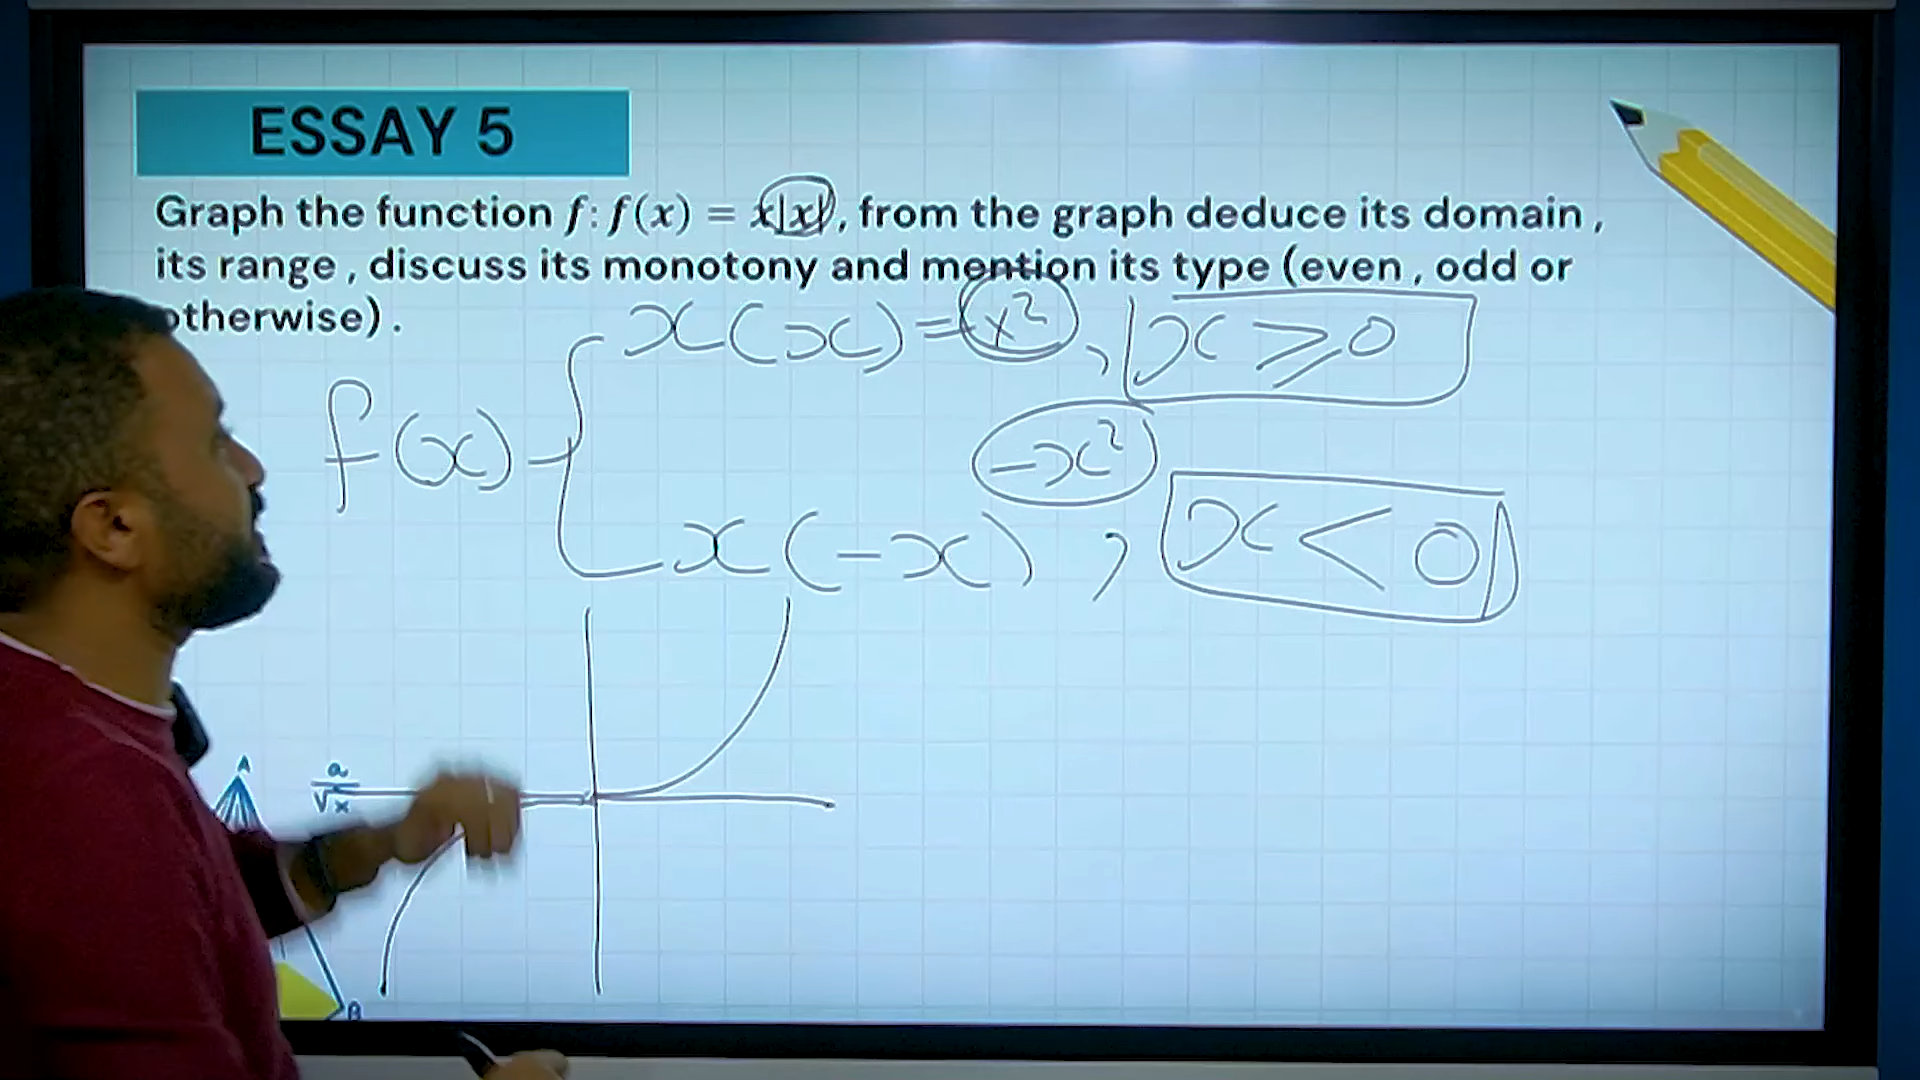 ESSAY 5
Graph the function f: f(x) = x|x|, from the graph deduce its domain ,
its range , discuss its monotony and mention its type (even , odd or
otherwise) .
x(x) = x² , x ⩾ 0
f(x) -x²
x(-x) , x < 0
A
a
√x
B